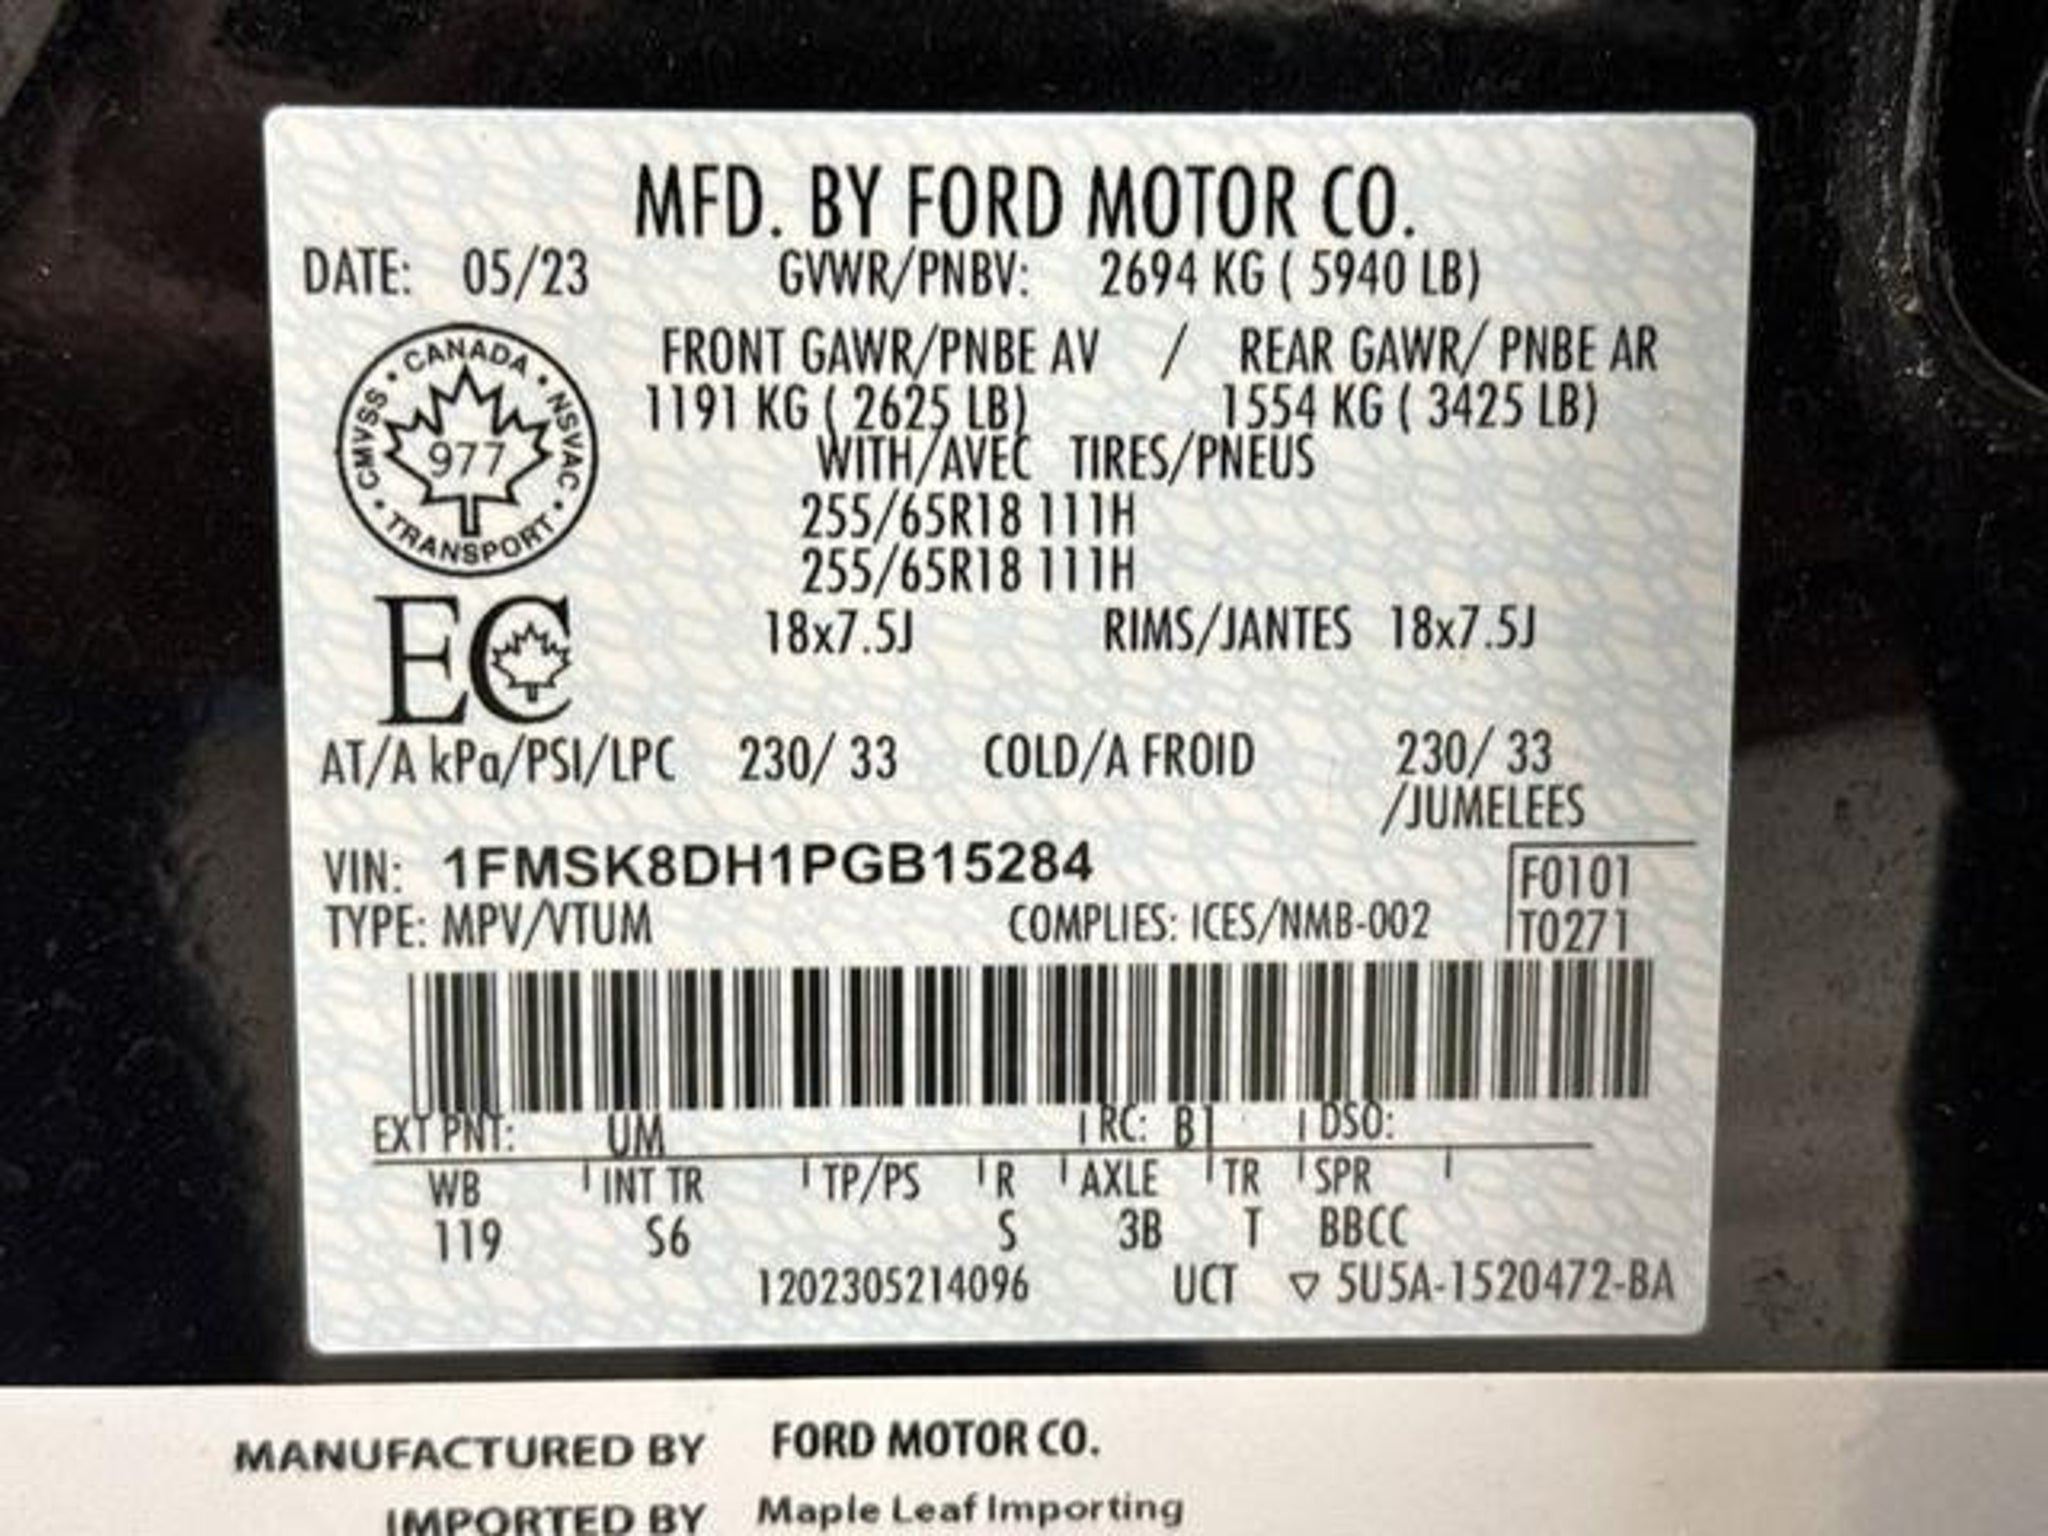 MFD. BY FORD MOTOR CO.
DATE: 05/23 GVWR/PNBV: 2694 KG ( 5940 LB)
FRONT GAWR/PNBE AV / REAR GAWR/ PNBE AR
1191 KG ( 2625 LB) 1554 KG ( 3425 LB)
WITH/AVEC TIRES/PNEUS
255/65R18 111H
255/65R18 111H
18x7.5J RIMS/JANTES 18x7.5J
CANADA • NSVAC • TRANSPORT • CMVSS •
977
EC
AT/A kPa/PSI/LPC 230/ 33 COLD/A FROID 230/ 33
/JUMELEES
VIN: 1FMSK8DH1PGB15284 F0101
TYPE: MPV/VTUM COMPLIES: ICES/NMB-002 T0271
EXT PNT: UM RC: B1 DSO:
WB INT TR TP/PS R AXLE TR SPR
119 S6 S 3B T BBCC
1202305214096 UCT ▽ 5U5A-1520472-BA
MANUFACTURED BY FORD MOTOR CO.
IMPORTED BY Maple Leaf Importing